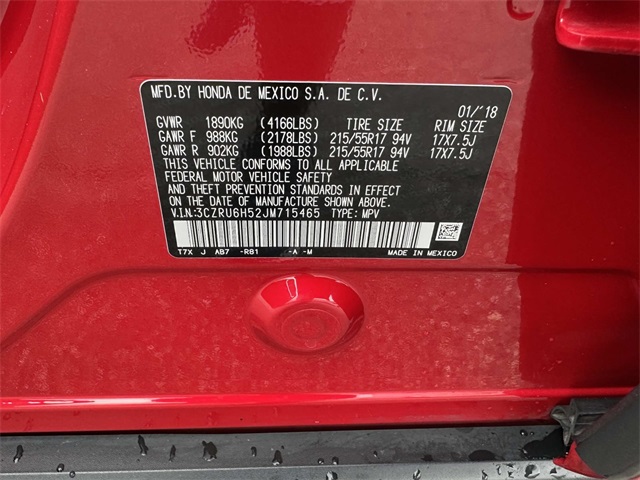 MFD. BY HONDA DE MEXICO S.A. DE C.V.
01/'18
GVWR 1890KG (4166LBS) TIRE SIZE RIM SIZE
GAWR F 988KG (2178LBS) 215/55R17 94V 17X7.5J
GAWR R 902KG (1988LBS) 215/55R17 94V 17X7.5J
THIS VEHICLE CONFORMS TO ALL APPLICABLE
FEDERAL MOTOR VEHICLE SAFETY
AND THEFT PREVENTION STANDARDS IN EFFECT
ON THE DATE OF MANUFACTURE SHOWN ABOVE.
V.I.N:3CZRU6H52JM715465 TYPE: MPV
T7X J AB7 -RB1 -A -M MADE IN MEXICO